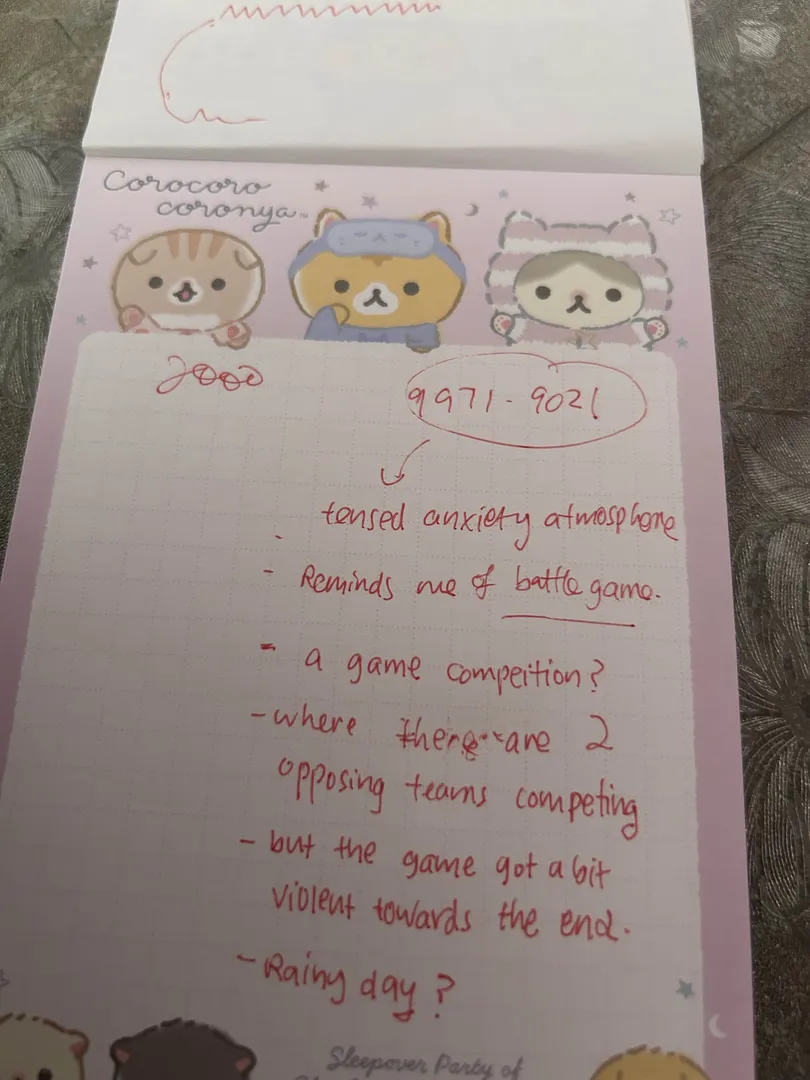 Corocoro
coronya
2000
9971 - 9021
tensed anxiety atmosphere
- Reminds me of battle game.
- a game compeition?
- where there are 2
opposing teams competing
- but the game got a bit
violent towards the end.
- Rainy day?
Sleepover Party of